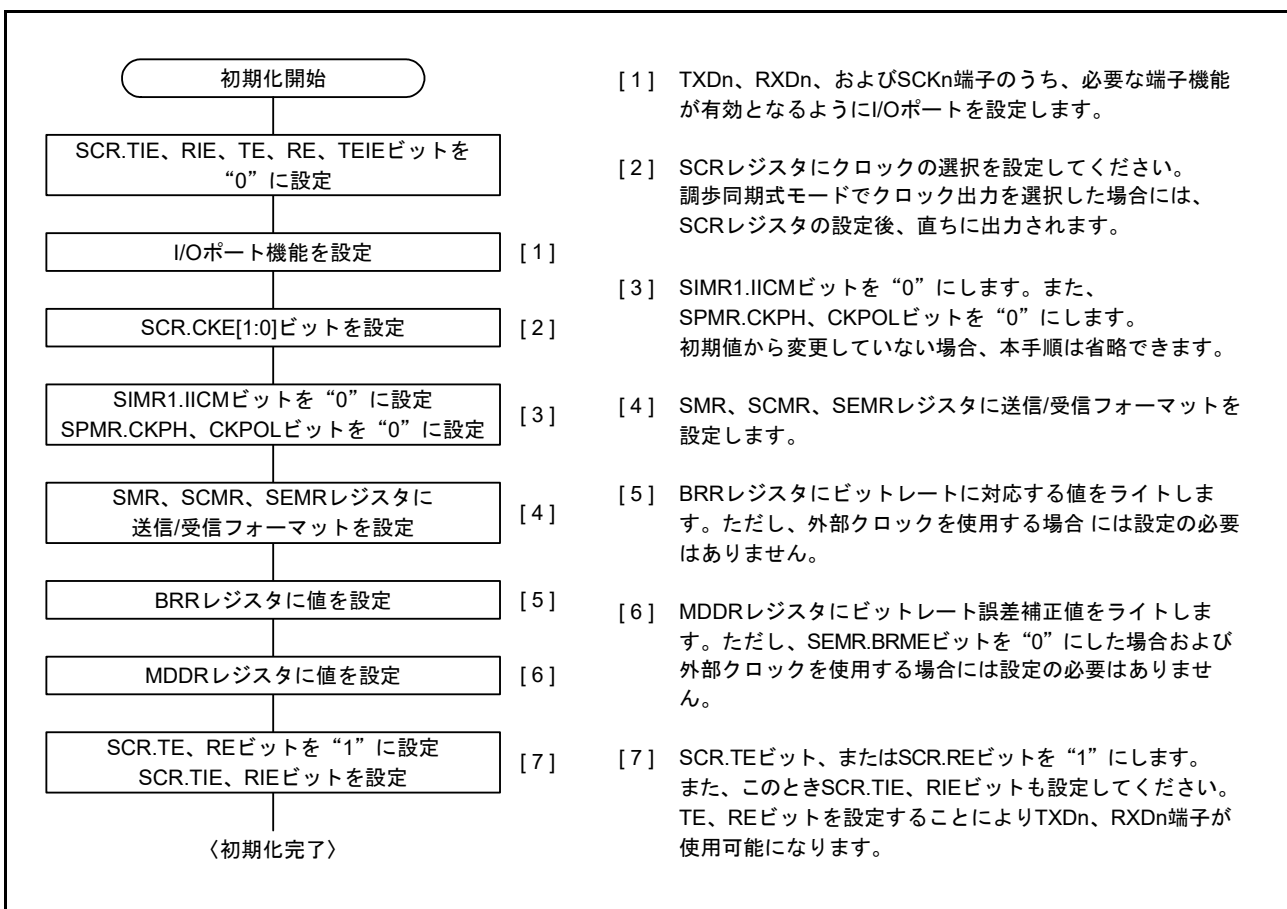 初期化開始
SCR.TIE、RIE、TE、RE、TEIEビットを
“0”に設定
I/Oポート機能を設定
[ 1 ]
SCR.CKE[1:0]ビットを設定
[ 2 ]
SIMR1.IICMビットを“0”に設定
SPMR.CKPH、CKPOLビットを“0”に設定
[ 3 ]
SMR、SCMR、SEMRレジスタに
送信/受信フォーマットを設定
[ 4 ]
BRRレジスタに値を設定
[ 5 ]
MDDRレジスタに値を設定
[ 6 ]
SCR.TE、REビットを“1”に設定
SCR.TIE、RIEビットを設定
[ 7 ]
〈初期化完了〉
[ 1 ] TXDn、RXDn、およびSCKn端子のうち、必要な端子機能
が有効となるようにI/Oポートを設定します。
[ 2 ] SCRレジスタにクロックの選択を設定してください。
調歩同期式モードでクロック出力を選択した場合には、
SCRレジスタの設定後、直ちに出力されます。
[ 3 ] SIMR1.IICMビットを“0”にします。また、
SPMR.CKPH、CKPOLビットを“0”にします。
初期値から変更していない場合、本手順は省略できます。
[ 4 ] SMR、SCMR、SEMRレジスタに送信/受信フォーマットを
設定します。
[ 5 ] BRRレジスタにビットレートに対応する値をライトしま
す。ただし、外部クロックを使用する場合 には設定の必要
はありません。
[ 6 ] MDDRレジスタにビットレート誤差補正値をライトしま
す。ただし、SEMR.BRMEビットを“0”にした場合および
外部クロックを使用する場合には設定の必要はありませ
ん。
[ 7 ] SCR.TEビット、またはSCR.REビットを“1”にします。
また、このときSCR.TIE、RIEビットも設定してください。
TE、REビットを設定することによりTXDn、RXDn端子が
使用可能になります。